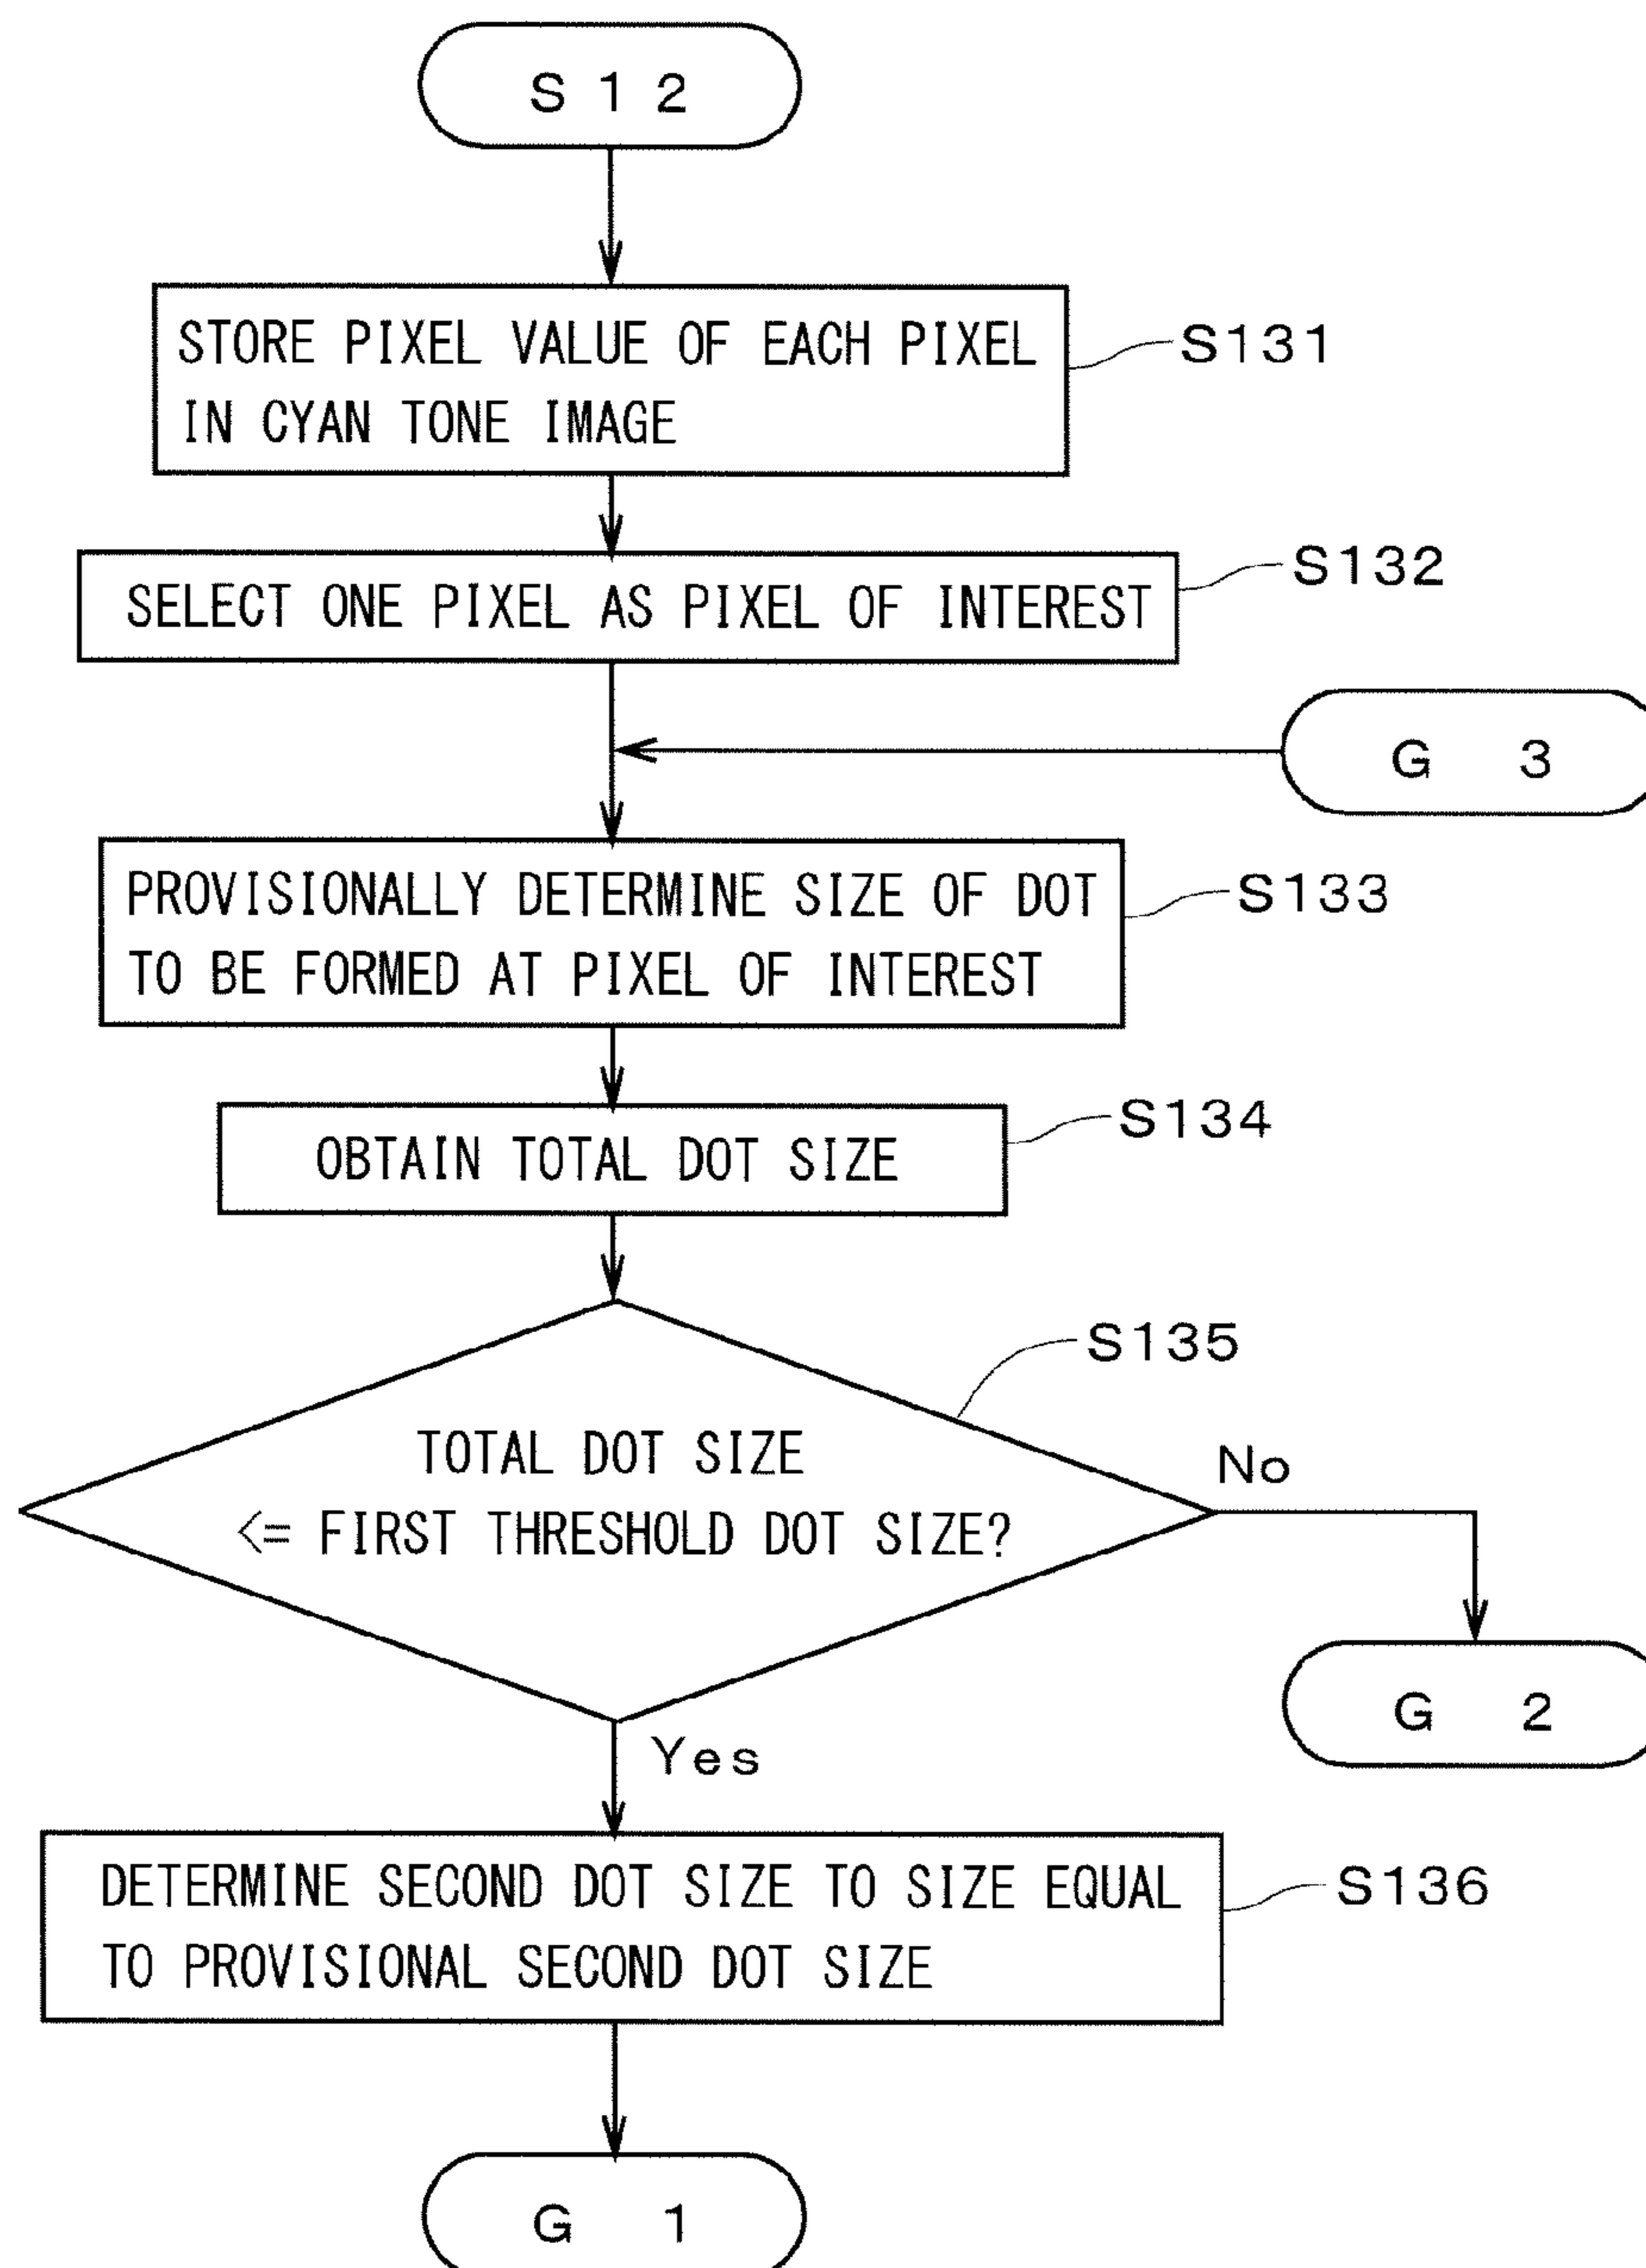 S 1 2
STORE PIXEL VALUE OF EACH PIXEL
IN CYAN TONE IMAGE
S131
SELECT ONE PIXEL AS PIXEL OF INTEREST
S132
G 3
PROVISIONALLY DETERMINE SIZE OF DOT
TO BE FORMED AT PIXEL OF INTEREST
S133
OBTAIN TOTAL DOT SIZE
S134
TOTAL DOT SIZE
<= FIRST THRESHOLD DOT SIZE?
S135
No
G 2
Yes
DETERMINE SECOND DOT SIZE TO SIZE EQUAL
TO PROVISIONAL SECOND DOT SIZE
S136
G 1